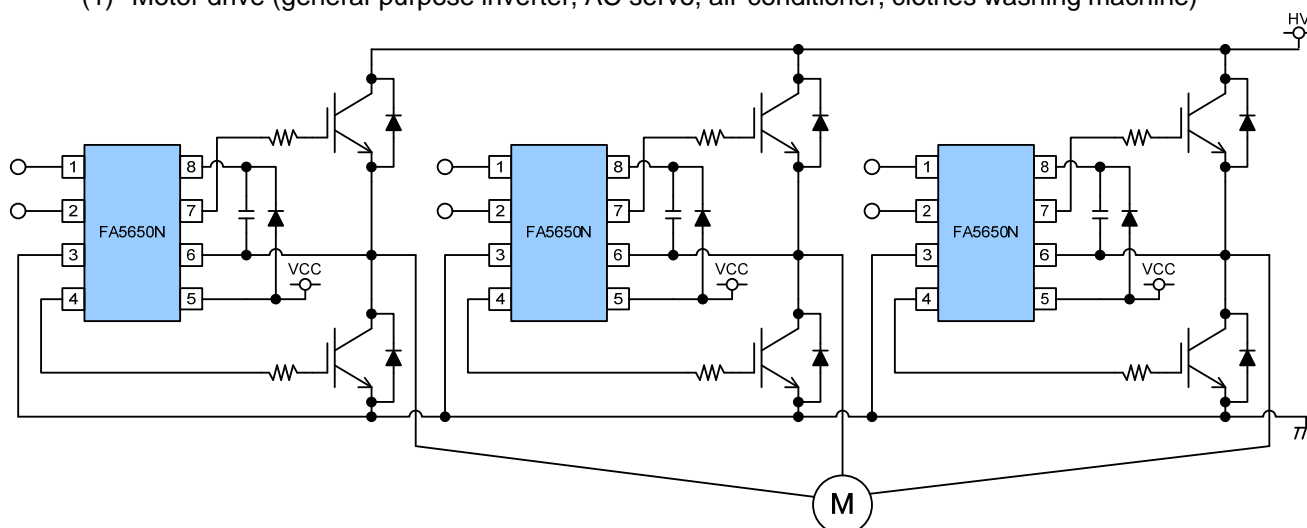 (1) Motor drive (general purpose inverter, AC servo, air-conditioner, clothes washing machine)
HV
1 8 1 8 1 8
2 7 2 7 2 7
FA5650N FA5650N FA5650N
3 6 3 6 3 6
VCC VCC VCC
4 5 4 5 4 5
M